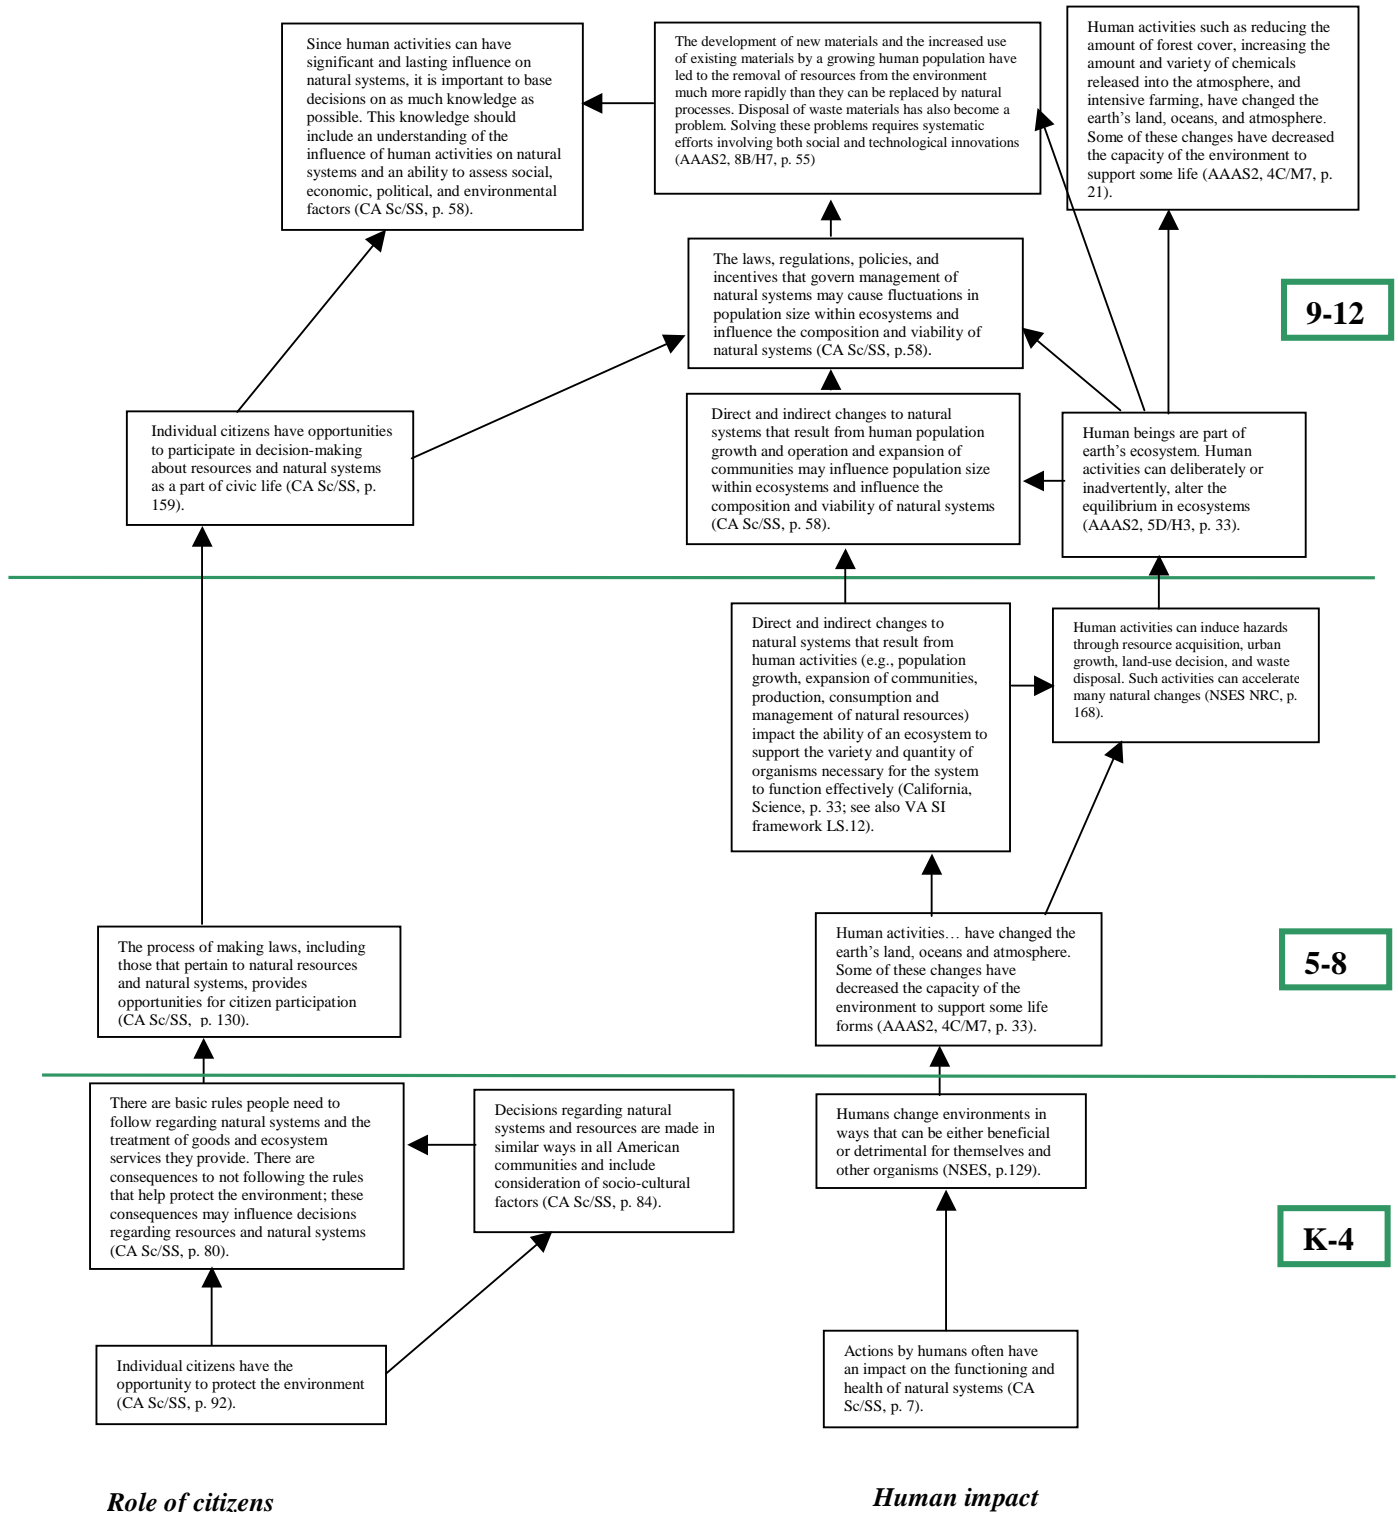 Since human activities can have
significant and lasting influence on
natural systems, it is important to base
decisions on as much knowledge as
possible. This knowledge should
include an understanding of the
influence of human activities on natural
systems and an ability to assess social,
economic, political, and environmental
factors (CA Sc/SS, p. 58).
The development of new materials and the increased use
of existing materials by a growing human population have
led to the removal of resources from the environment
much more rapidly than they can be replaced by natural
processes. Disposal of waste materials has also become a
problem. Solving these problems requires systematic
efforts involving both social and technological innovations
(AAAS2, 8B/H7, p. 55)
Human activities such as reducing the
amount of forest cover, increasing the
amount and variety of chemicals
released into the atmosphere, and
intensive farming, have changed the
earth's land, oceans, and atmosphere.
Some of these changes have decreased
the capacity of the environment to
support some life (AAAS2, 4C/M7, p.
21).
The laws, regulations, policies, and
incentives that govern management of
natural systems may cause fluctuations in
population size within ecosystems and
influence the composition and viability of
natural systems (CA Sc/SS, p.58).
9-12
Individual citizens have opportunities
to participate in decision-making
about resources and natural systems
as a part of civic life (CA Sc/SS, p.
159).
Direct and indirect changes to natural
systems that result from human population
growth and operation and expansion of
communities may influence population size
within ecosystems and influence the
composition and viability of natural systems
(CA Sc/SS, p. 58).
Human beings are part of
earth's ecosystem. Human
activities can deliberately or
inadvertently, alter the
equilibrium in ecosystems
(AAAS2, 5D/H3, p. 33).
Direct and indirect changes to
natural systems that result from
human activities (e.g., population
growth, expansion of communities,
production, consumption and
management of natural resources)
impact the ability of an ecosystem to
support the variety and quantity of
organisms necessary for the system
to function effectively (California,
Science, p. 33; see also VA SI
framework LS.12).
Human activities can induce hazards
through resource acquisition, urban
growth, land-use decision, and waste
disposal. Such activities can accelerate
many natural changes (NSES NRC, p.
168).
The process of making laws, including
those that pertain to natural resources
and natural systems, provides
opportunities for citizen participation
(CA Sc/SS, p. 130).
Human activities… have changed the
earth's land, oceans and atmosphere.
Some of these changes have
decreased the capacity of the
environment to support some life
forms (AAAS2, 4C/M7, p. 33).
5-8
There are basic rules people need to
follow regarding natural systems and the
treatment of goods and ecosystem
services they provide. There are
consequences to not following the rules
that help protect the environment; these
consequences may influence decisions
regarding resources and natural systems
(CA Sc/SS, p. 80).
Decisions regarding natural
systems and resources are made in
similar ways in all American
communities and include
consideration of socio-cultural
factors (CA Sc/SS, p. 84).
Humans change environments in
ways that can be either beneficial
or detrimental for themselves and
other organisms (NSES, p.129).
K-4
Individual citizens have the
opportunity to protect the environment
(CA Sc/SS, p. 92).
Actions by humans often have
an impact on the functioning and
health of natural systems (CA
Sc/SS, p. 7).
Role of citizens
Human impact